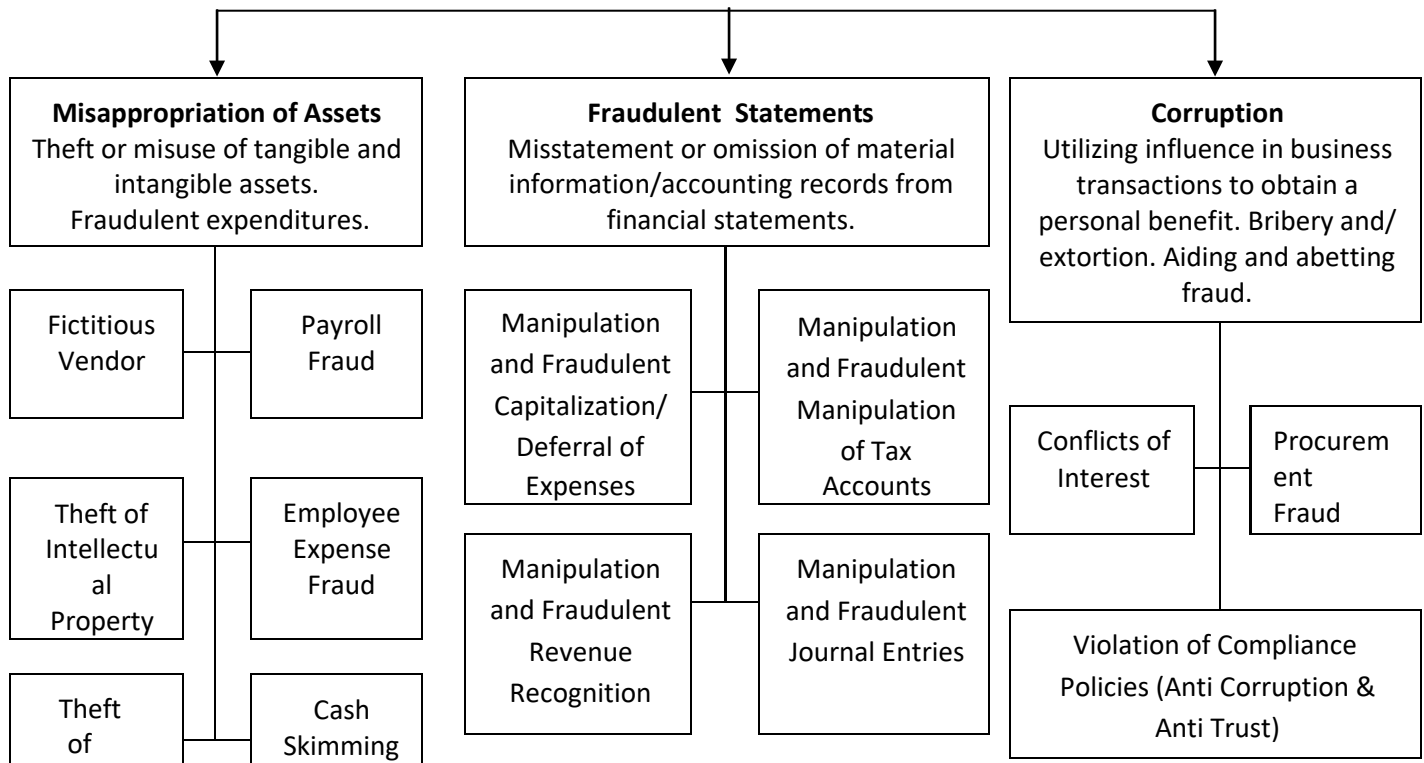 Misappropriation of Assets
Theft or misuse of tangible and
intangible assets.
Fraudulent expenditures.
Fraudulent  Statements
Misstatement or omission of material
information/accounting records from
financial statements.
Corruption
Utilizing influence in business
transactions to obtain a
personal benefit. Bribery and/
extortion. Aiding and abetting
fraud.
Fictitious
Vendor
Payroll
Fraud
Manipulation
and Fraudulent
Capitalization/
Deferral of
Expenses
Manipulation
and Fraudulent
Manipulation
of Tax
Accounts
Conflicts of
Interest
Procurem
ent
Fraud
Theft of
Intellectu
al
Property
Employee
Expense
Fraud
Manipulation
and Fraudulent
Revenue
Recognition
Manipulation
and Fraudulent
Journal Entries
Violation of Compliance
Policies (Anti Corruption &
Anti Trust)
Theft
of
Cash
Skimming